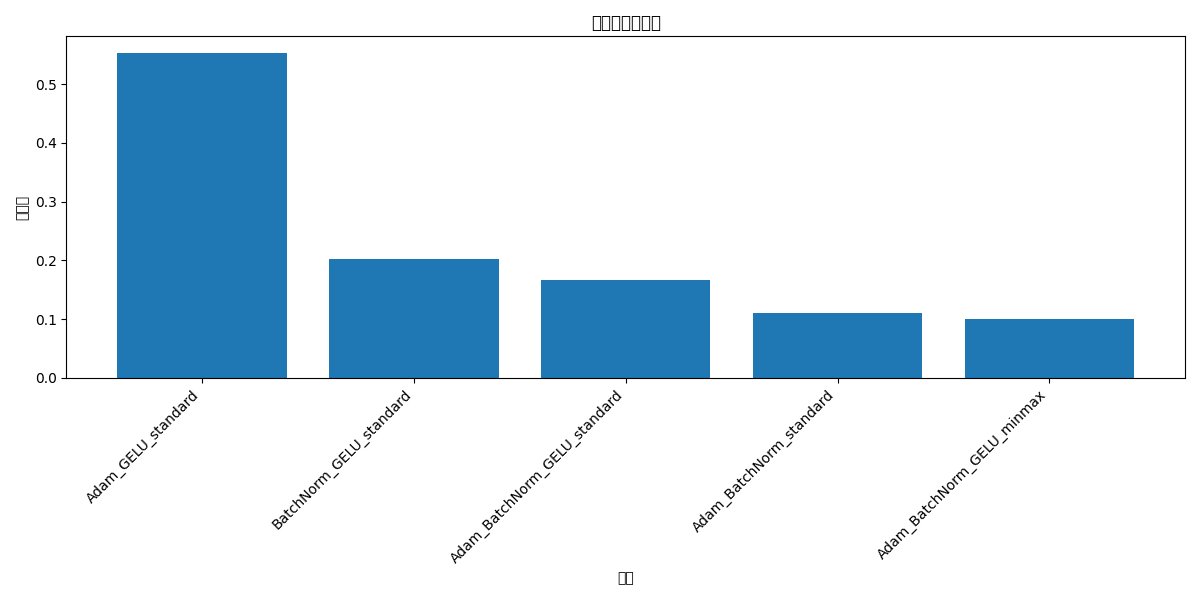 0.5
0.4
0.3
0.2
0.1
0.0
Adam_GELU_standard
BatchNorm_GELU_standard
Adam_BatchNorm_GELU_standard
Adam_BatchNorm_standard
Adam_BatchNorm_GELU_minmax